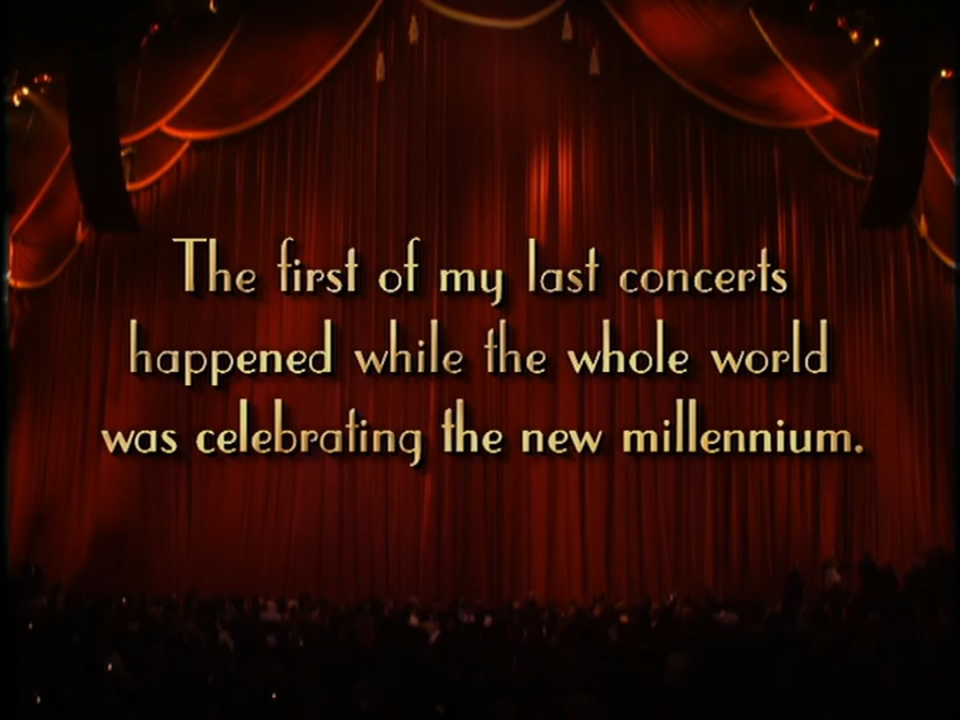 The first of my last concerts
happened while the whole world
was celebrating the new millennium.